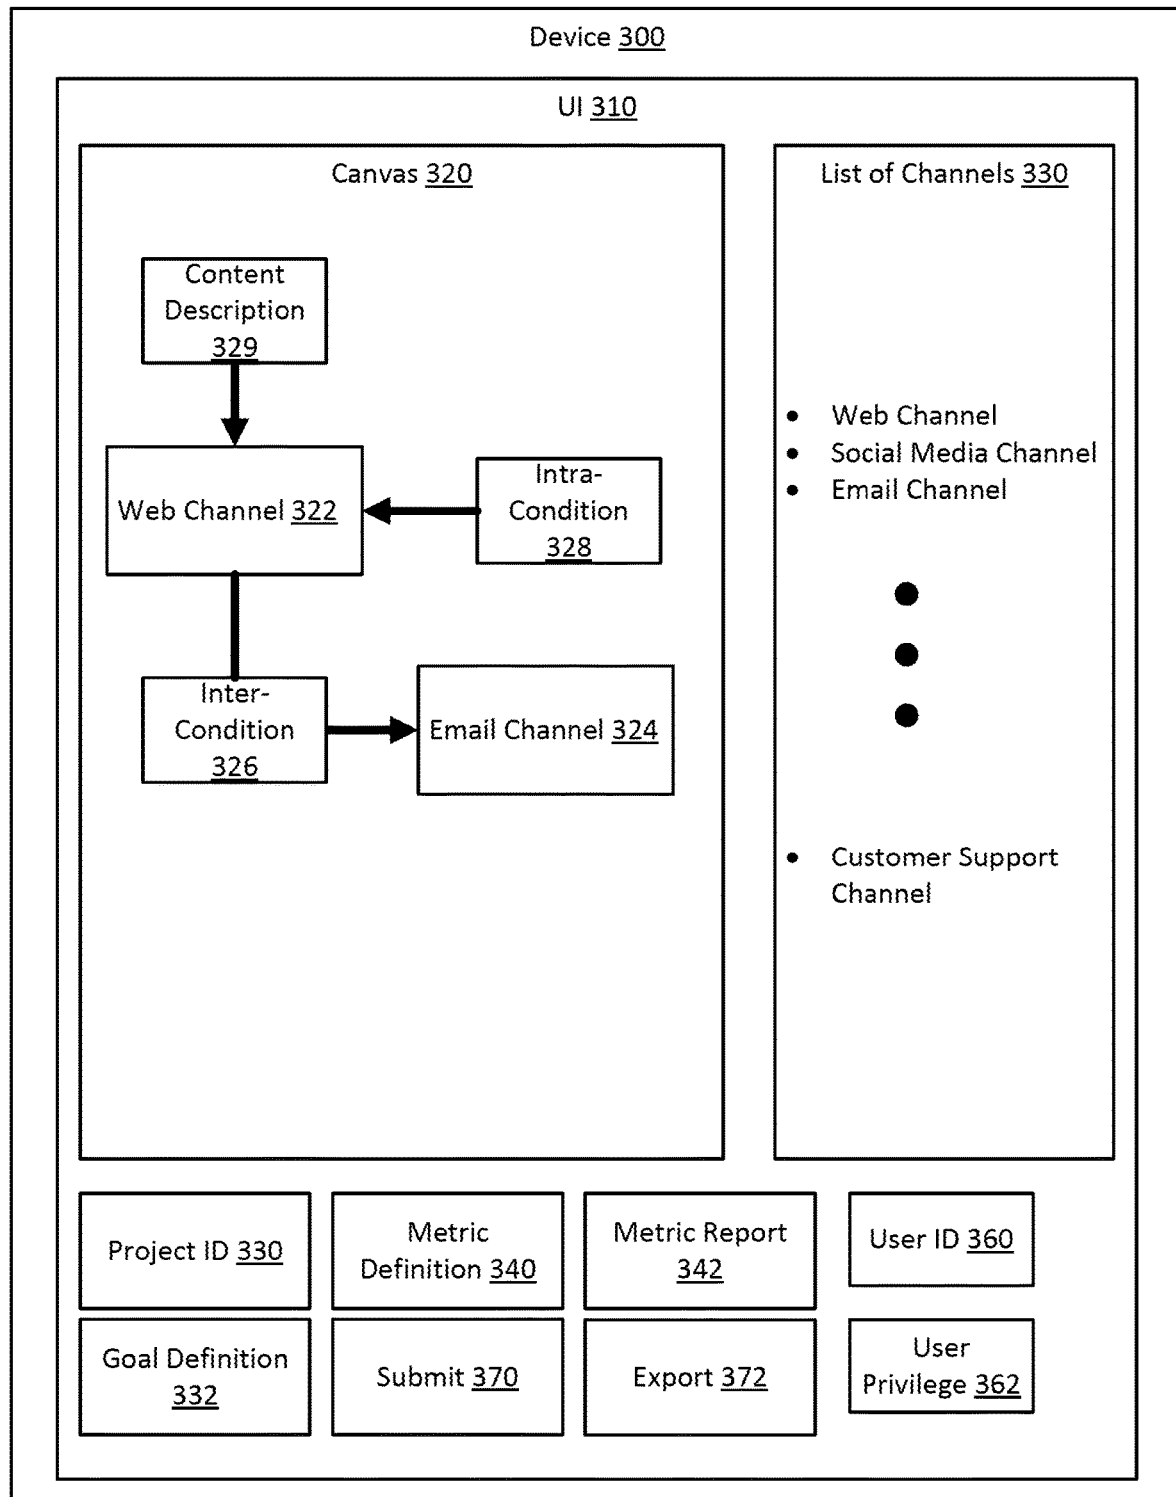 Device 300
UI 310
Canvas 320
Content
Description
329
Web Channel 322
Intra-
Condition
328
Inter-
Condition
326
Email Channel 324
List of Channels 330
• Web Channel
• Social Media Channel
• Email Channel
• Customer Support
Channel
Project ID 330
Metric
Definition 340
Metric Report
342
User ID 360
Goal Definition
332
Submit 370
Export 372
User
Privilege 362